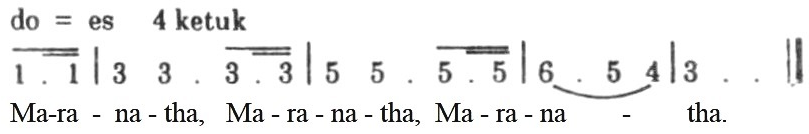 do = es 4 ketuk
1 . 1 | 3 3 . 3 . 3 | 5 5 . 5 . 5 | 6 . 5 4 | 3 . . ||
Ma-ra - na - tha, Ma - ra - na - tha, Ma - ra - na - tha.